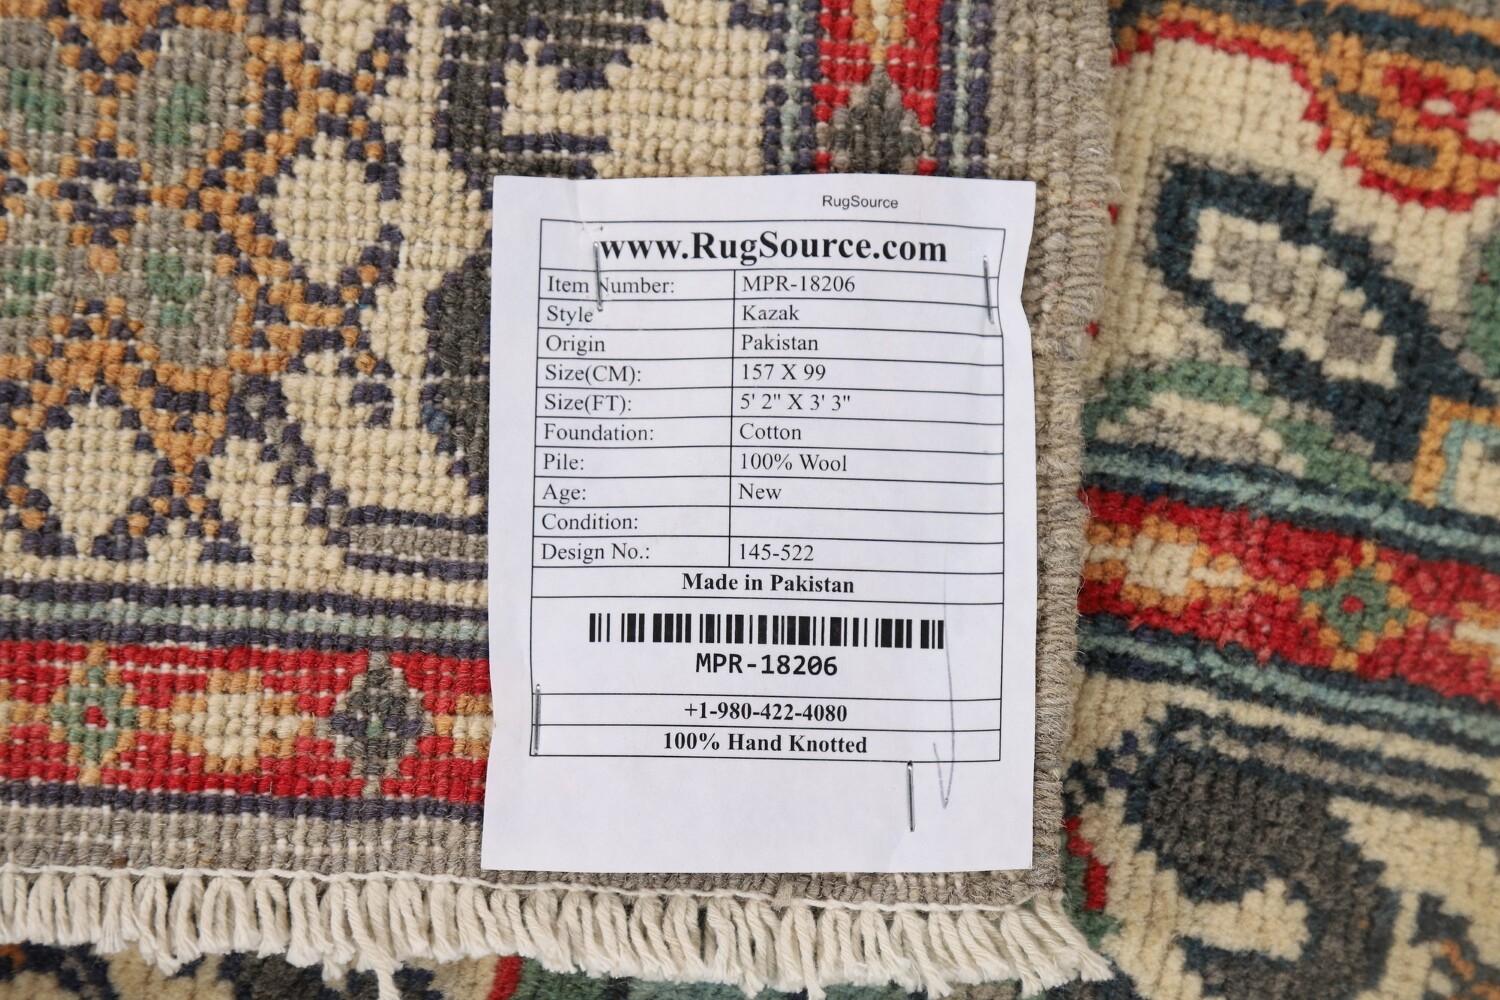 RugSource
www.RugSource.com
Item Number: MPR-18206
Style Kazak
Origin Pakistan
Size(CM): 157 X 99
Size(FT): 5' 2" X 3' 3"
Foundation: Cotton
Pile: 100% Wool
Age: New
Condition:
Design No.: 145-522
Made in Pakistan
MPR-18206
+1-980-422-4080
100% Hand Knotted